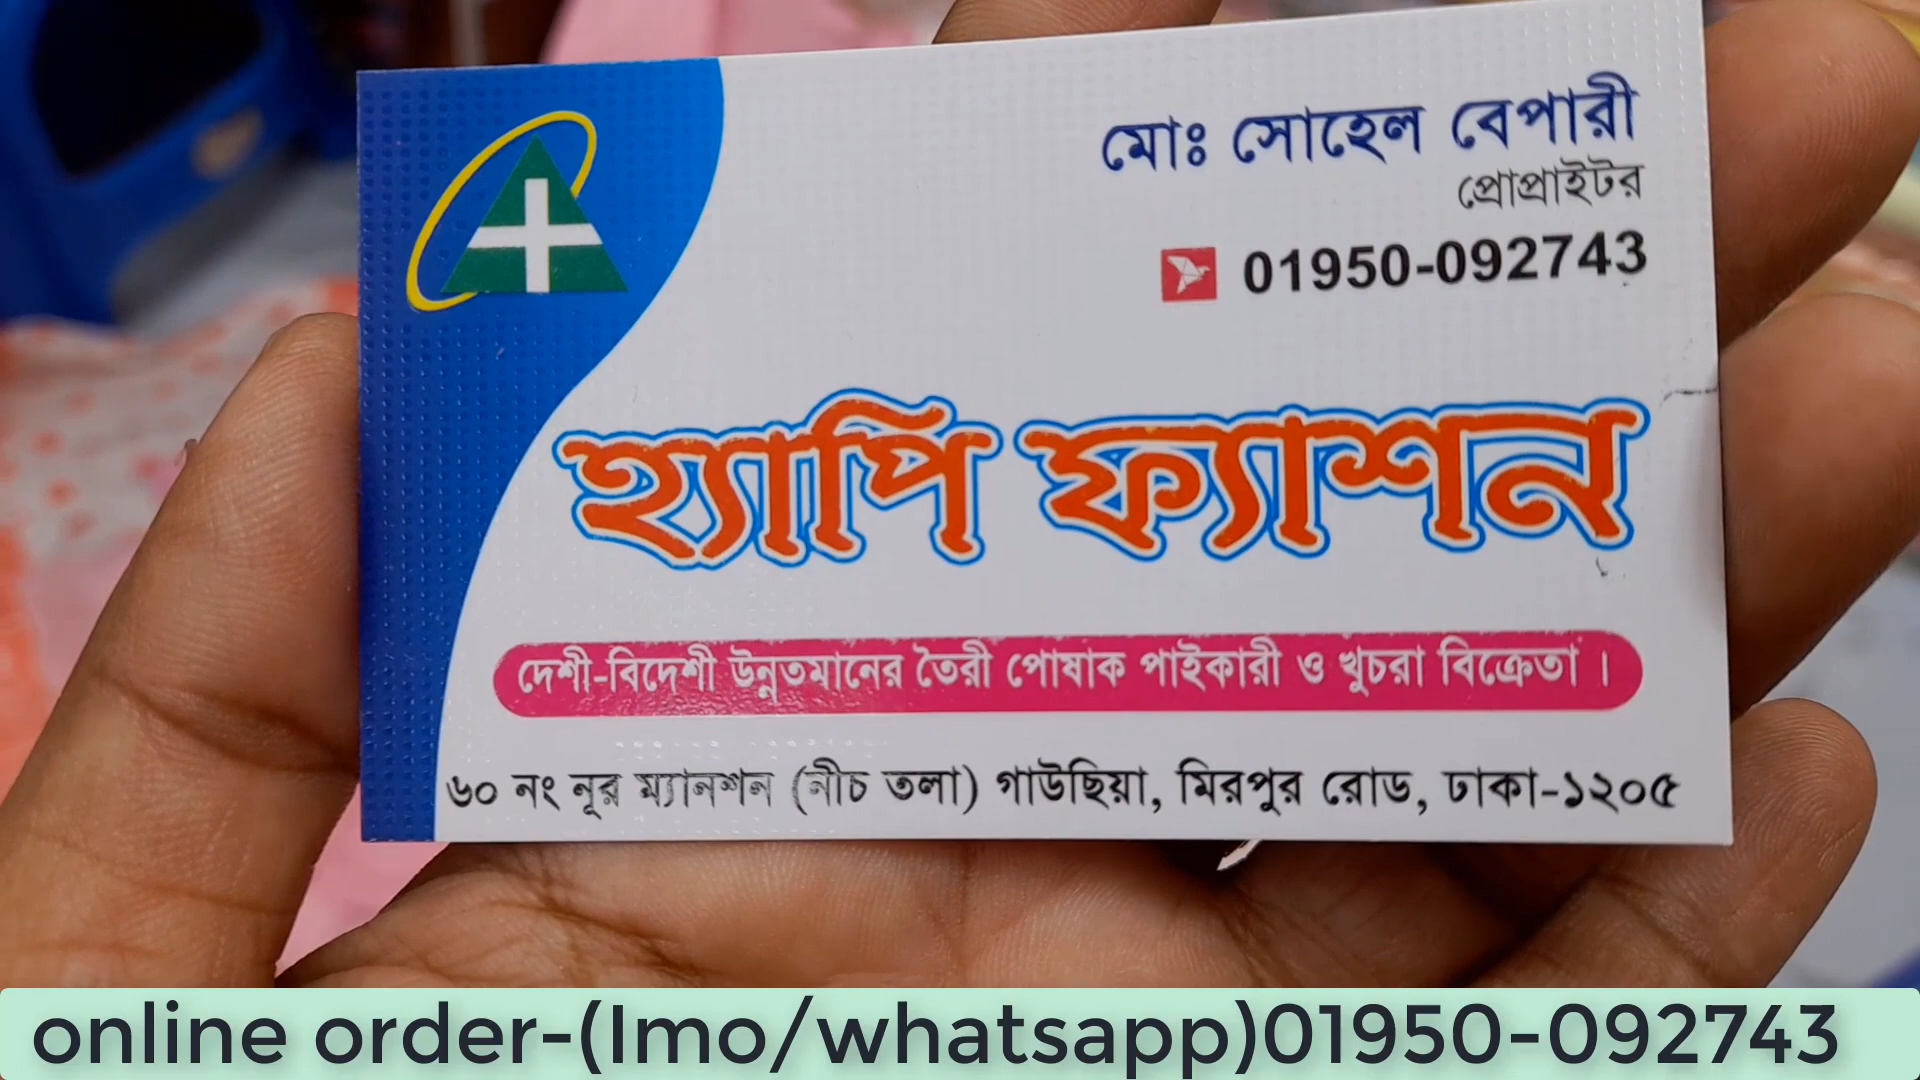 মোঃ সোহেল বেপারী
প্রোপ্রাইটর
01950-092743
হ্যাপি ফ্যাশন
দেশী-বিদেশী উন্নতমানের তৈরী পোষাক পাইকারী ও খুচরা বিক্রেতা ।
৬০ নং নূর ম্যানশন (নীচ তলা) গাউছিয়া, মিরপুর রোড, ঢাকা-১২০৫
online order-(Imo/whatsapp)01950-092743